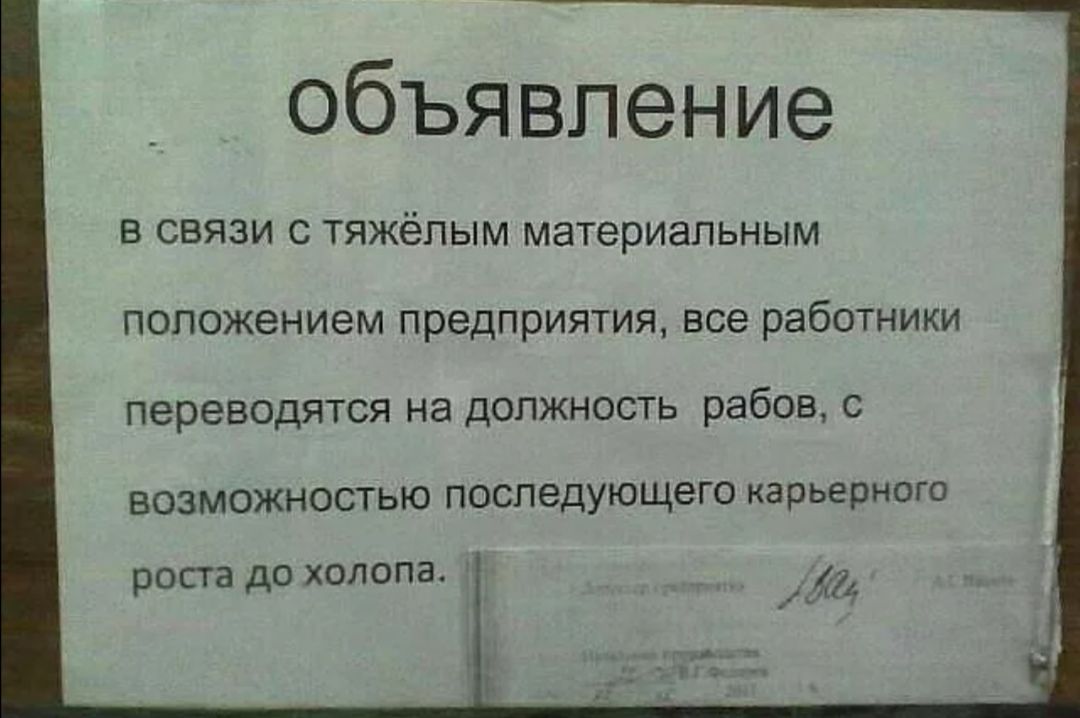 объявление
в связи с тяжёлым материальным
положением предприятия, все работники
переводятся на должность рабов, с
возможностью последующего карьерного
роста до холопа.